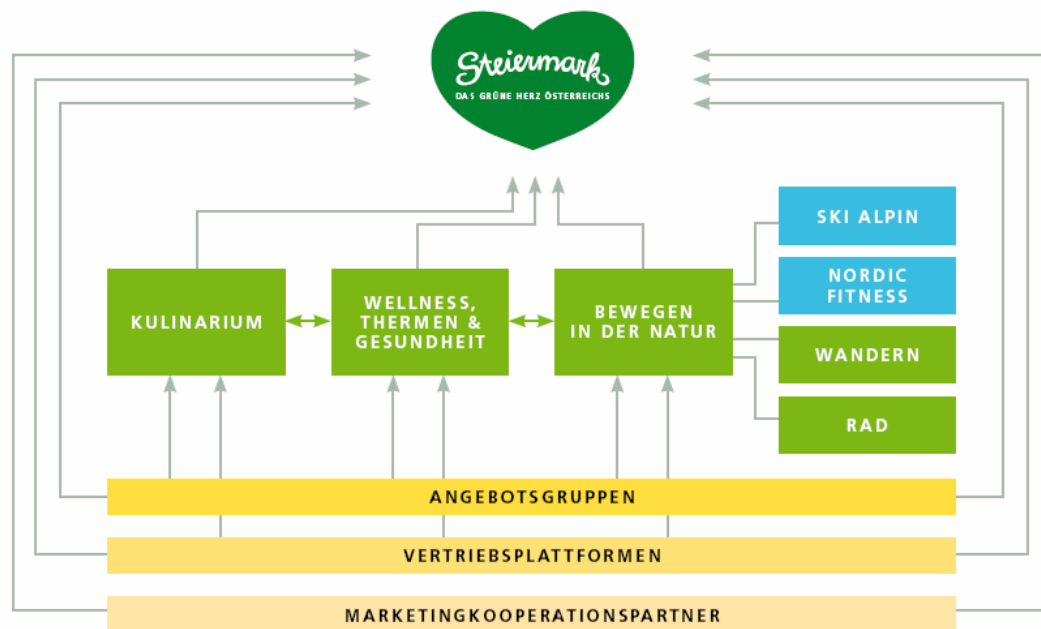 Steiermark
DAS GRÜNE HERZ ÖSTERREICHS
SKI ALPIN
NORDIC
FITNESS
KULINARIUM
WELLNESS,
THERMEN &
GESUNDHEIT
BEWEGEN
IN DER NATUR
WANDERN
RAD
ANGEBOTSGRUPPEN
VERTRIEBSPLATTFORMEN
MARKETINGKOOPERATIONSPARTNER